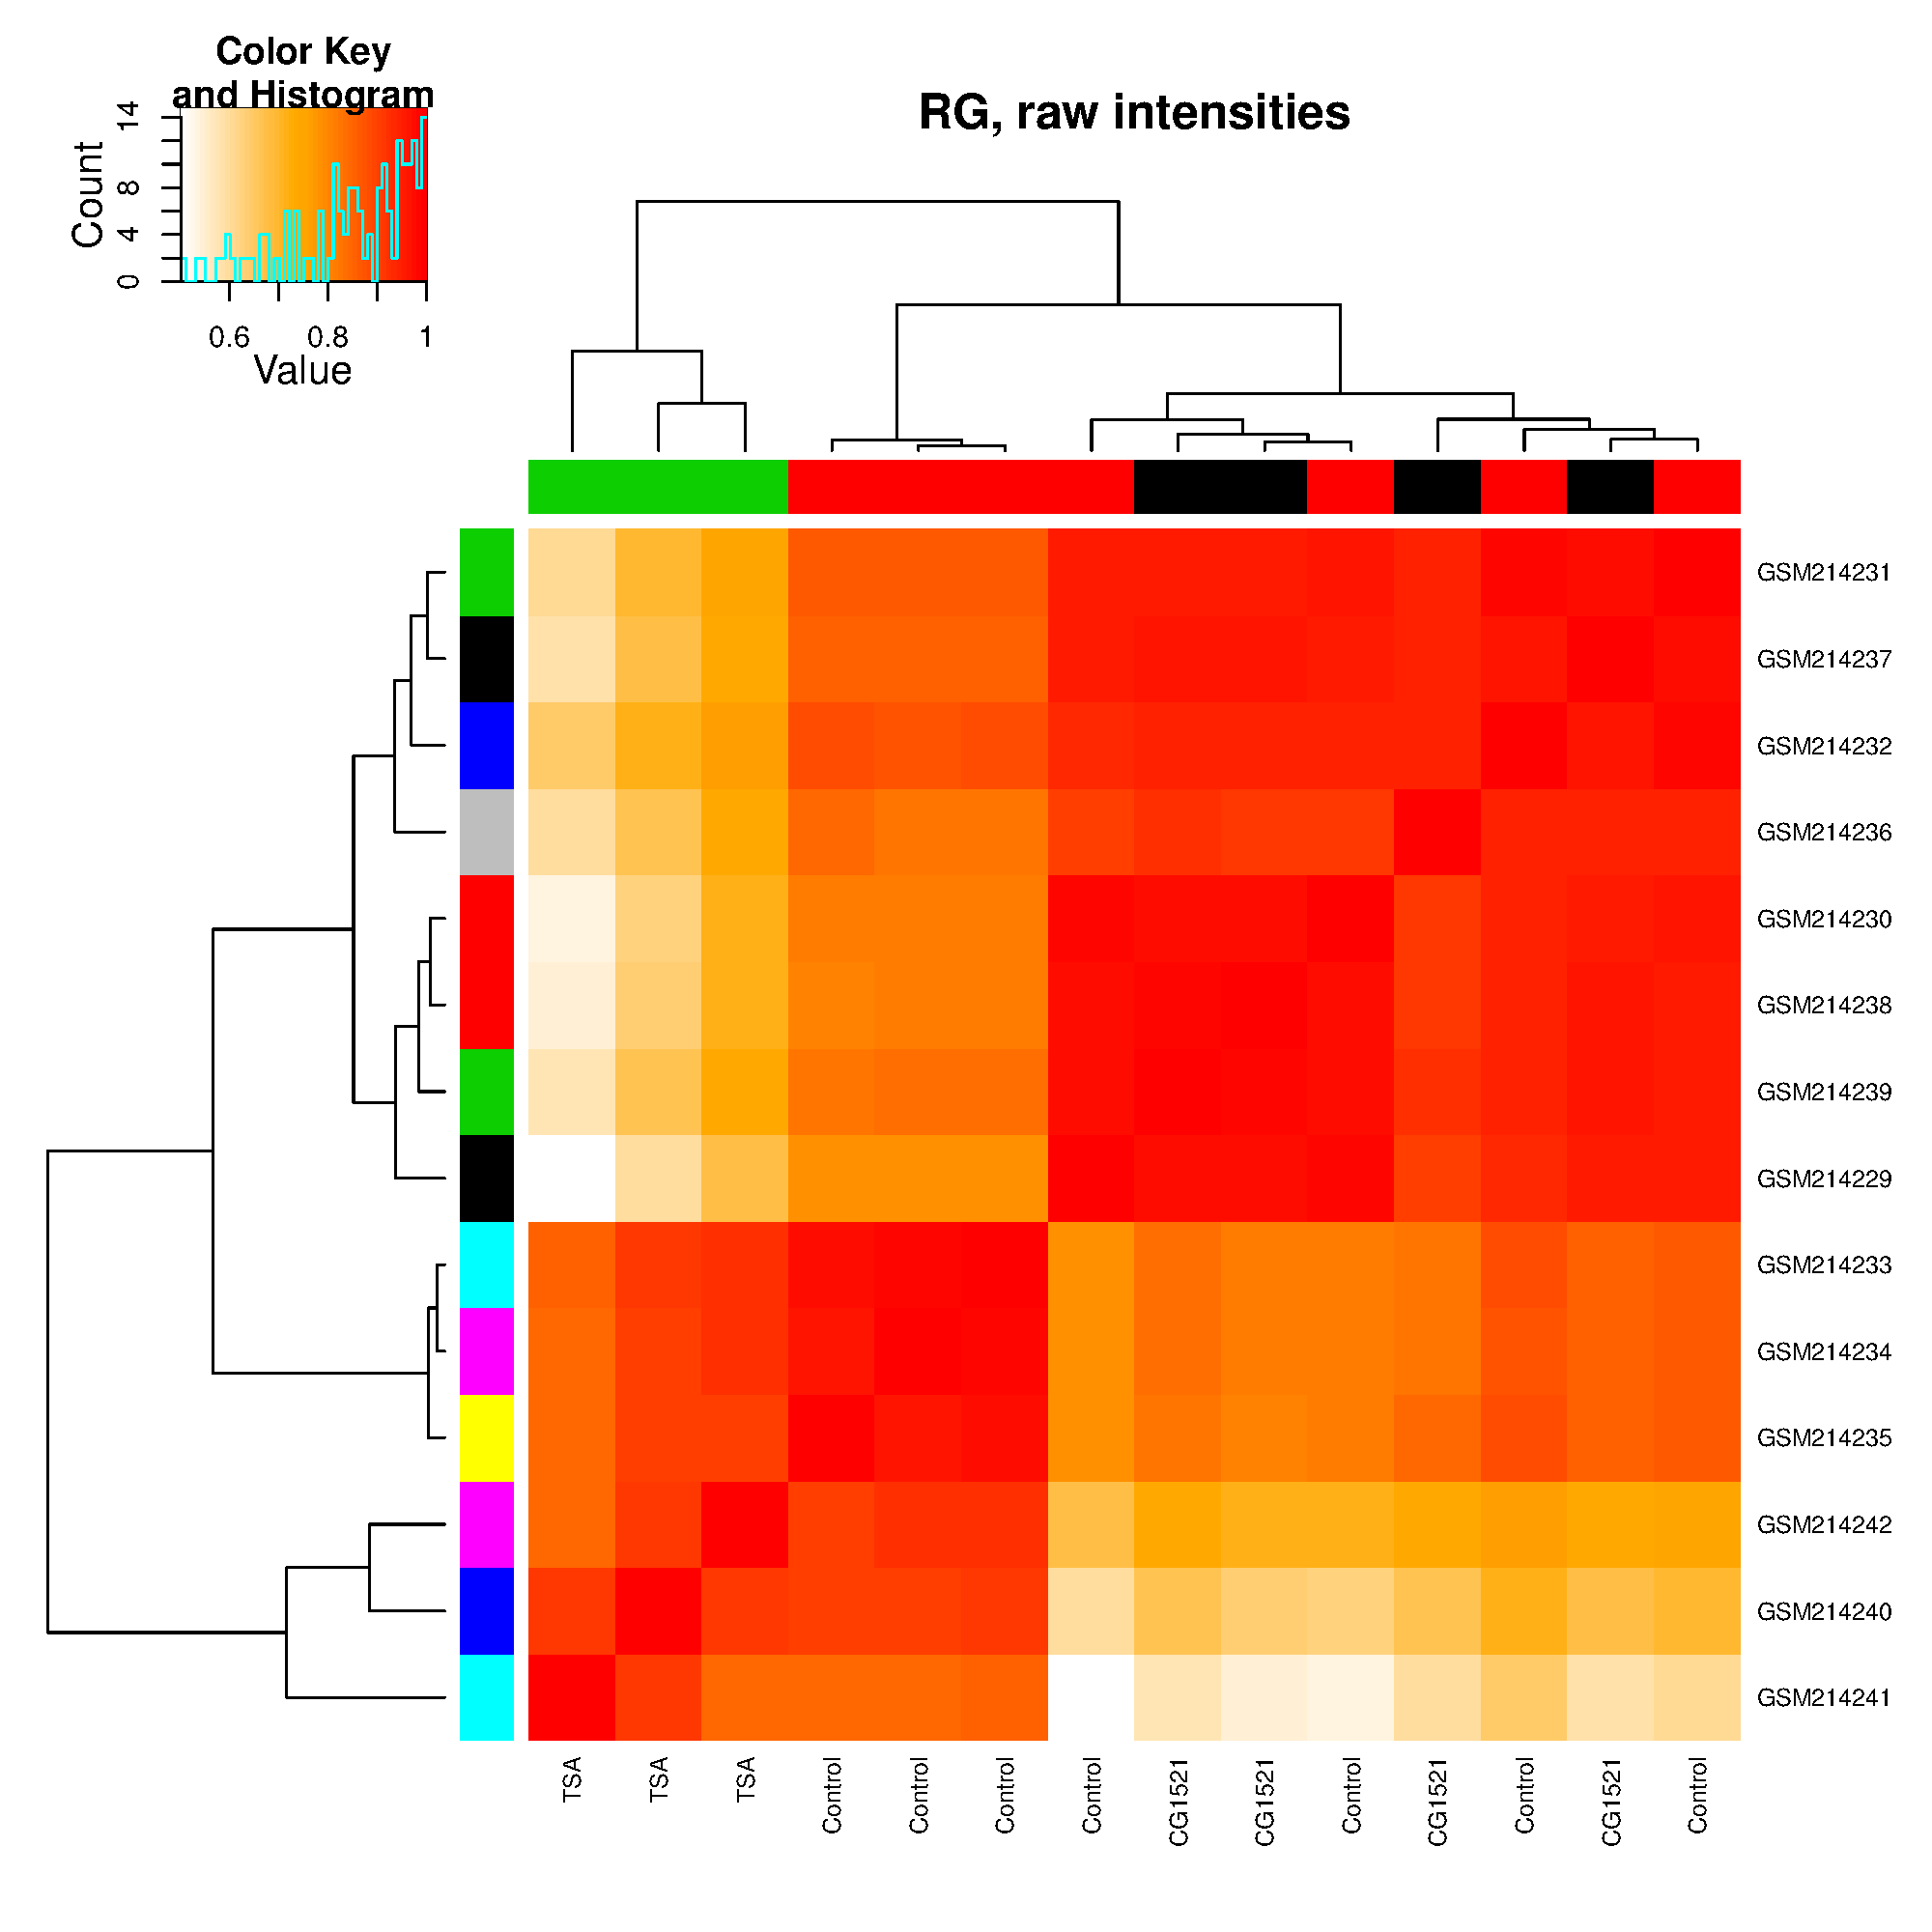 Color Key
and Histogram
Count
0 4 8 14
0.6 0.8 1
Value
RG, raw intensities
GSM214231
GSM214237
GSM214232
GSM214236
GSM214230
GSM214238
GSM214239
GSM214229
GSM214233
GSM214234
GSM214235
GSM214242
GSM214240
GSM214241
TSA
TSA
TSA
Control
Control
Control
Control
CG1521
CG1521
Control
CG1521
Control
CG1521
Control